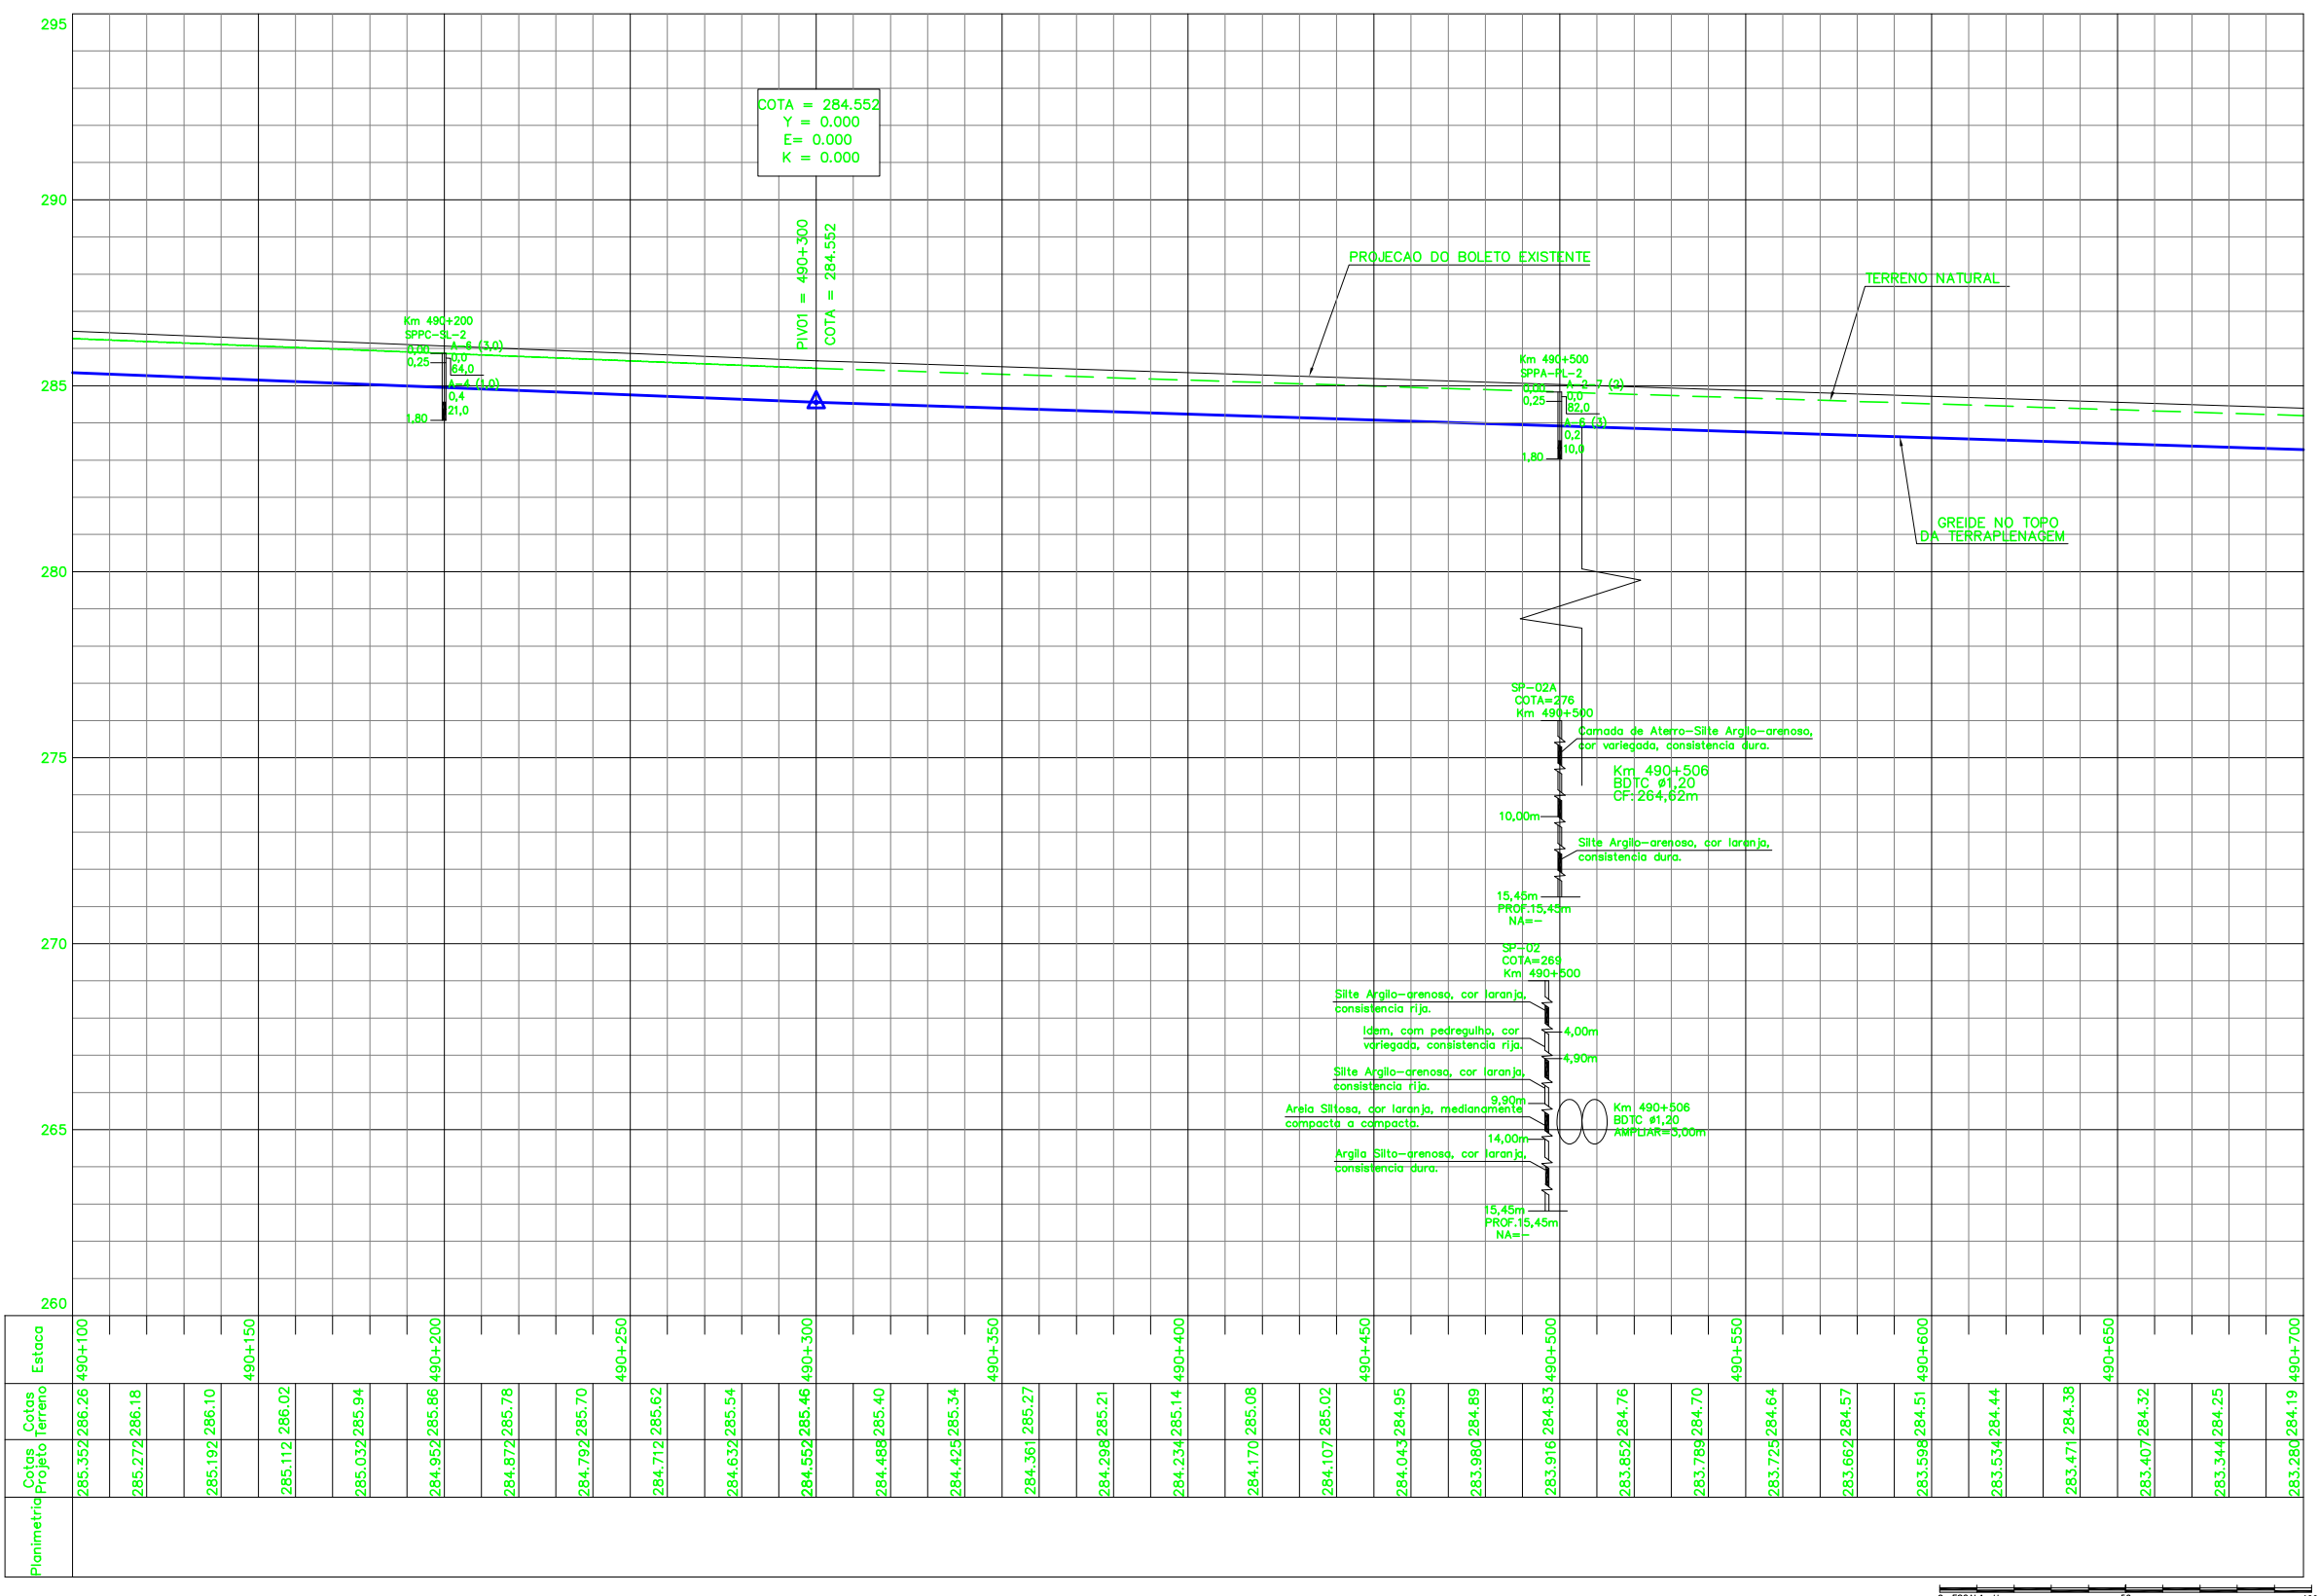 295
290
285
280
275
270
265
260
COTA = 284.552
Y = 0.000
E= 0.000
K = 0.000
PIV01 = 490+300
COTA = 284.552
PROJECAO DO BOLETO EXISTENTE
TERRENO NATURAL
GREIDE NO TOPO
DA TERRAPLENAGEM
Km 490+200
SPPC-SL-2
0,00
0,25
1,80
A-6 (3,0)
0,0
64,0
A-4 (1,0)
0,4
21,0
Km 490+500
SPPA-PL-2
0,00
0,25
1,80
A-2-7 (2)
0,0
82,0
A-6 (3)
0,2
10,0
SP-02A
COTA=276
Km 490+500
Camada de Aterro-Silte Argilo-arenoso,
cor variegada, consistencia dura.
Km 490+506
BDTC ø1,20
CF: 264,62m
10,00m
Silte Argilo-arenoso, cor laranja,
consistencia dura.
15,45m
PROF.15,45m
NA=-
SP-02
COTA=269
Km 490+500
Silte Argilo-arenoso, cor laranja,
consistencia rija.
4,00m
Idem, com pedregulho, cor
variegada, consistencia rija.
4,90m
Silte Argilo-arenoso, cor laranja,
consistencia rija.
9,90m
Areia Siltosa, cor laranja, medianamente
compacta a compacta.
14,00m
Argila Silto-arenosa, cor laranja,
consistencia dura.
15,45m
PROF.15,45m
NA=-
Km 490+506
BDTC ø1,20
AMPLIAR=3,00m
Estaca
490+100 490+150 490+200 490+250 490+300 490+350 490+400 490+450 490+500 490+550 490+600 490+650 490+700
Cotas
Terreno
286.26 286.18 286.10 286.02 285.94 285.86 285.78 285.70 285.62 285.54 285.46 285.40 285.34 285.27 285.21 285.14 285.08 285.02 284.95 284.89 284.83 284.76 284.70 284.64 284.57 284.51 284.44 284.38 284.32 284.25 284.19
Cotas
Projeto
285.352 285.272 285.192 285.112 285.032 284.952 284.872 284.792 284.712 284.632 284.552 284.488 284.425 284.361 284.298 284.234 284.170 284.107 284.043 283.980 283.916 283.852 283.789 283.725 283.662 283.598 283.534 283.471 283.407 283.344 283.280
Planimetria